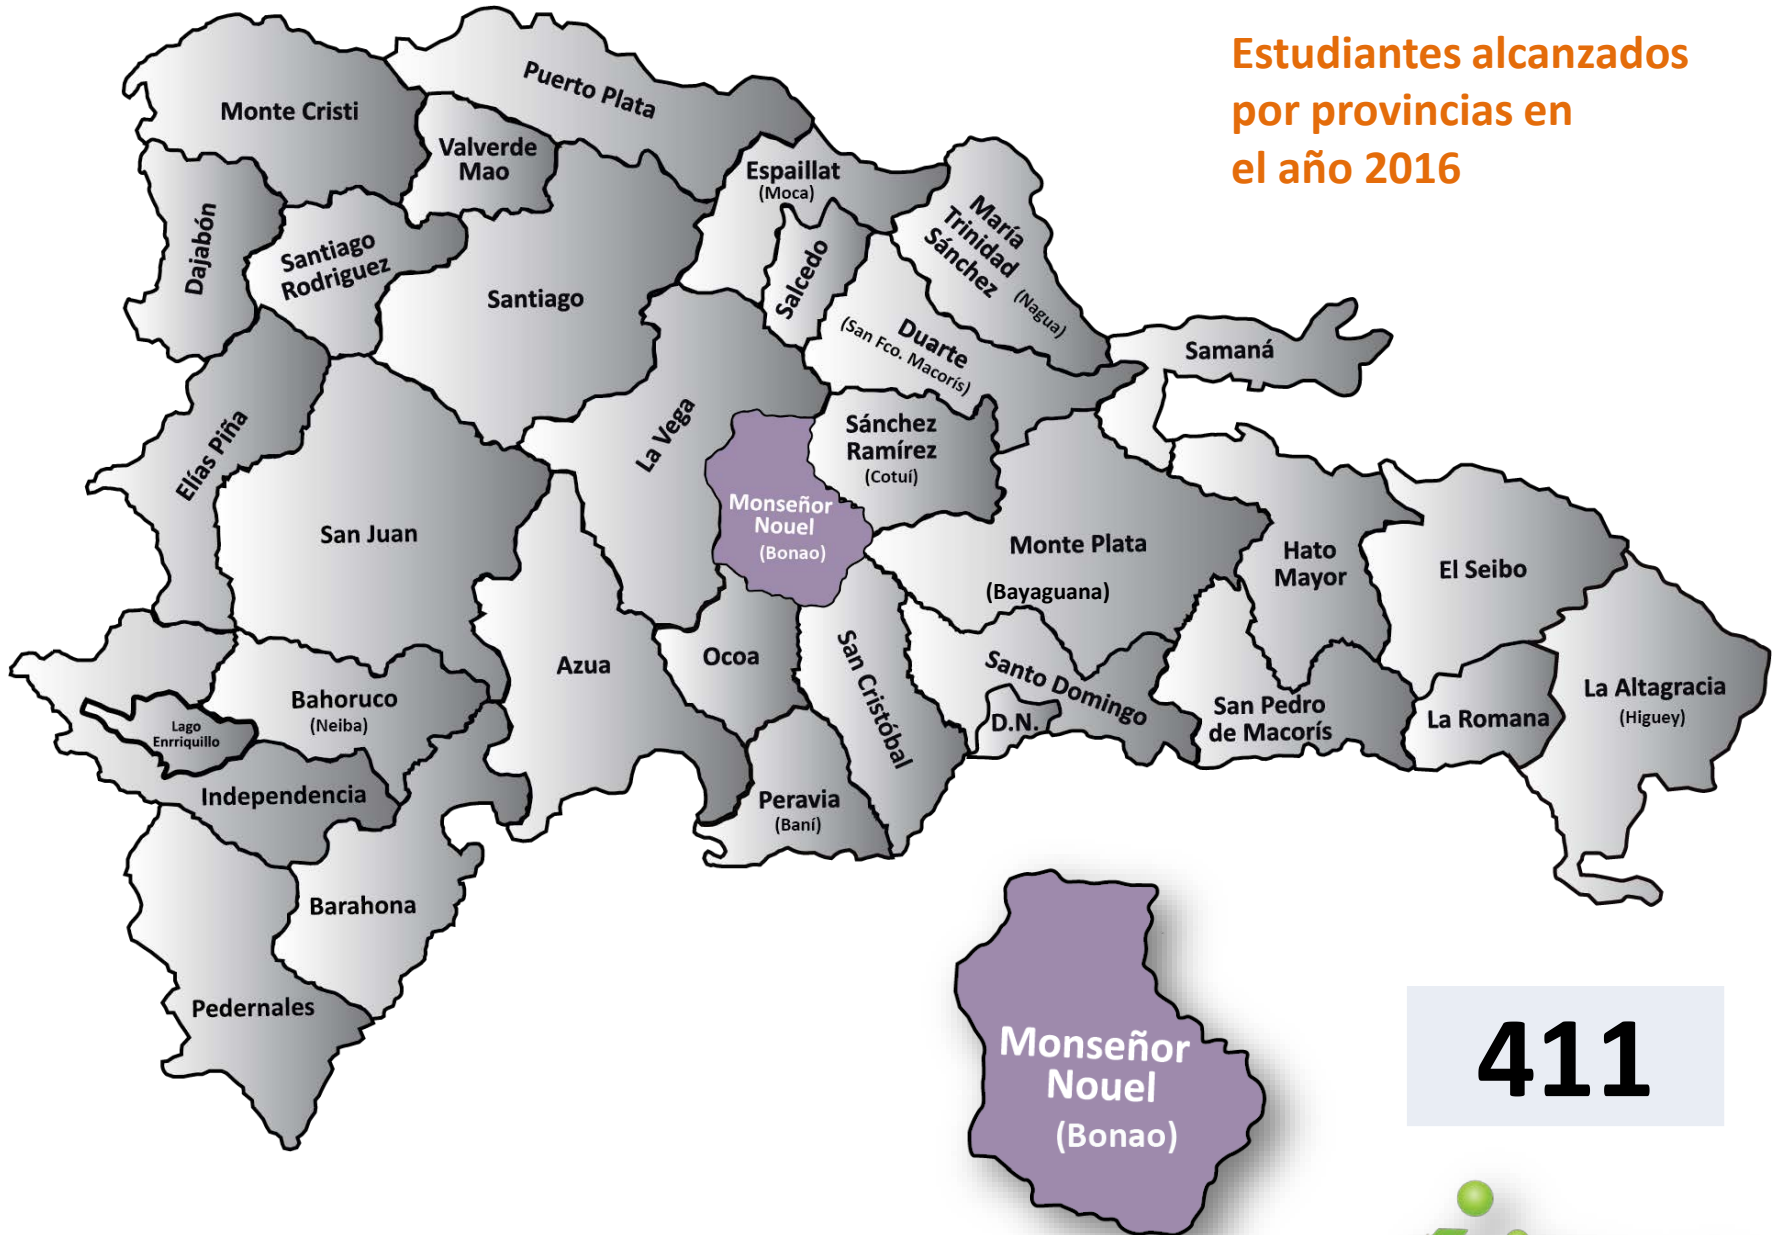 Estudiantes alcanzados
por provincias en
el año 2016
Puerto Plata
Monte Cristi
Valverde
Mao
Espaillat
(Moca)
María
Trinidad
Sánchez
(Nagua)
Dajabón
Santiago
Rodriguez
Santiago
Salcedo
Duarte
(San Fco. Macorís)
Samaná
Elías Piña
La Vega
Sánchez
Ramírez
(Cotuí)
San Juan
Monseñor
Nouel
(Bonao)
Monte Plata
(Bayaguana)
Hato
Mayor
El Seibo
Azua
Ocoa
San Cristóbal
Santo Domingo
D.N.
San Pedro
de Macorís
La Romana
La Altagracia
(Higuey)
Bahoruco
(Neiba)
Lago
Enrriquillo
Independencia
Peravia
(Baní)
Barahona
Pedernales
Monseñor
Nouel
(Bonao)
411